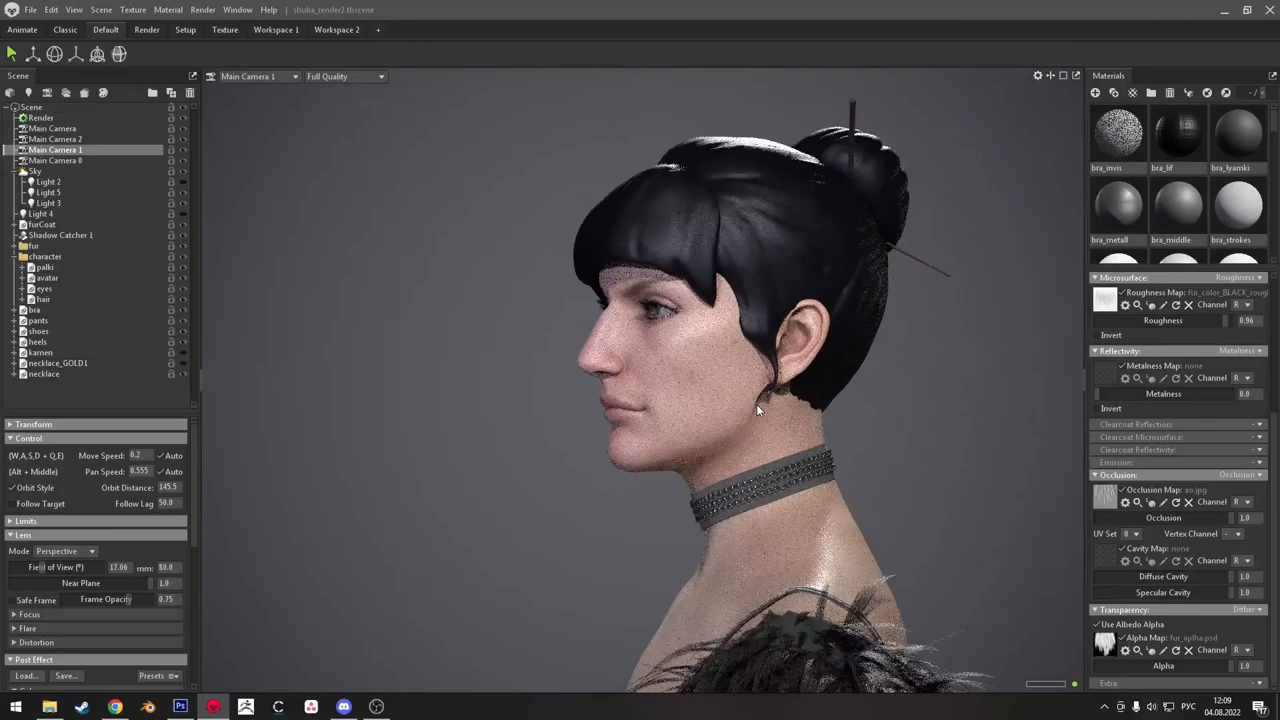 File Edit View Scene Texture Material Render Window Help shuba_render2.tbscene
Animate Classic Default Render Setup Texture Workspace 1 Workspace 2 +
Scene
Scene
Render
Main Camera
Main Camera 2
Main Camera 1
Main Camera 0
Sky
Light 2
Light 5
Light 3
Light 4
furCoat
Shadow Catcher 1
fur
character
palki
avatar
eyes
hair
bra
pants
shoes
heels
kamen
necklace_GOLD1
necklace
Transform
Control
(W,A,S,D + Q,E) Move Speed: 0.2 Auto
(Alt + Middle) Pan Speed: 0.555 Auto
Orbit Style Orbit Distance: 145.5
Follow Target Follow Lag 50.0
Limits
Lens
Mode Perspective
Field of View (°) 17.06 mm: 80.0
Near Plane 1.0
Safe Frame Frame Opacity 0.75
Focus
Flare
Distortion
Post Effect
Load... Save... Presets
Main Camera 1 Full Quality
Materials
- /
bra_invis bra_lif bra_lyamki
bra_metall bra_middle bra_strokes
Microsurface: Roughness
Roughness Map: fur_color_BLACK_rough
Channel R
Roughness 0.96
Invert
Reflectivity: Metalness
Metalness Map: none
Channel R
Metalness 0.0
Invert
Clearcoat Reflection: -
Clearcoat Microsurface: -
Clearcoat Reflectivity: -
Emission: -
Occlusion: Occlusion
Occlusion Map: ao.jpg
Channel R
Occlusion 1.0
UV Set 0 Vertex Channel -
Cavity Map: none
Channel R
Diffuse Cavity 1.0
Specular Cavity 1.0
Transparency: Dither
Use Albedo Alpha
Alpha Map: fur_aplha.psd
Channel R
Alpha 1.0
Extra: -
РУС
12:09
04.08.2022
17